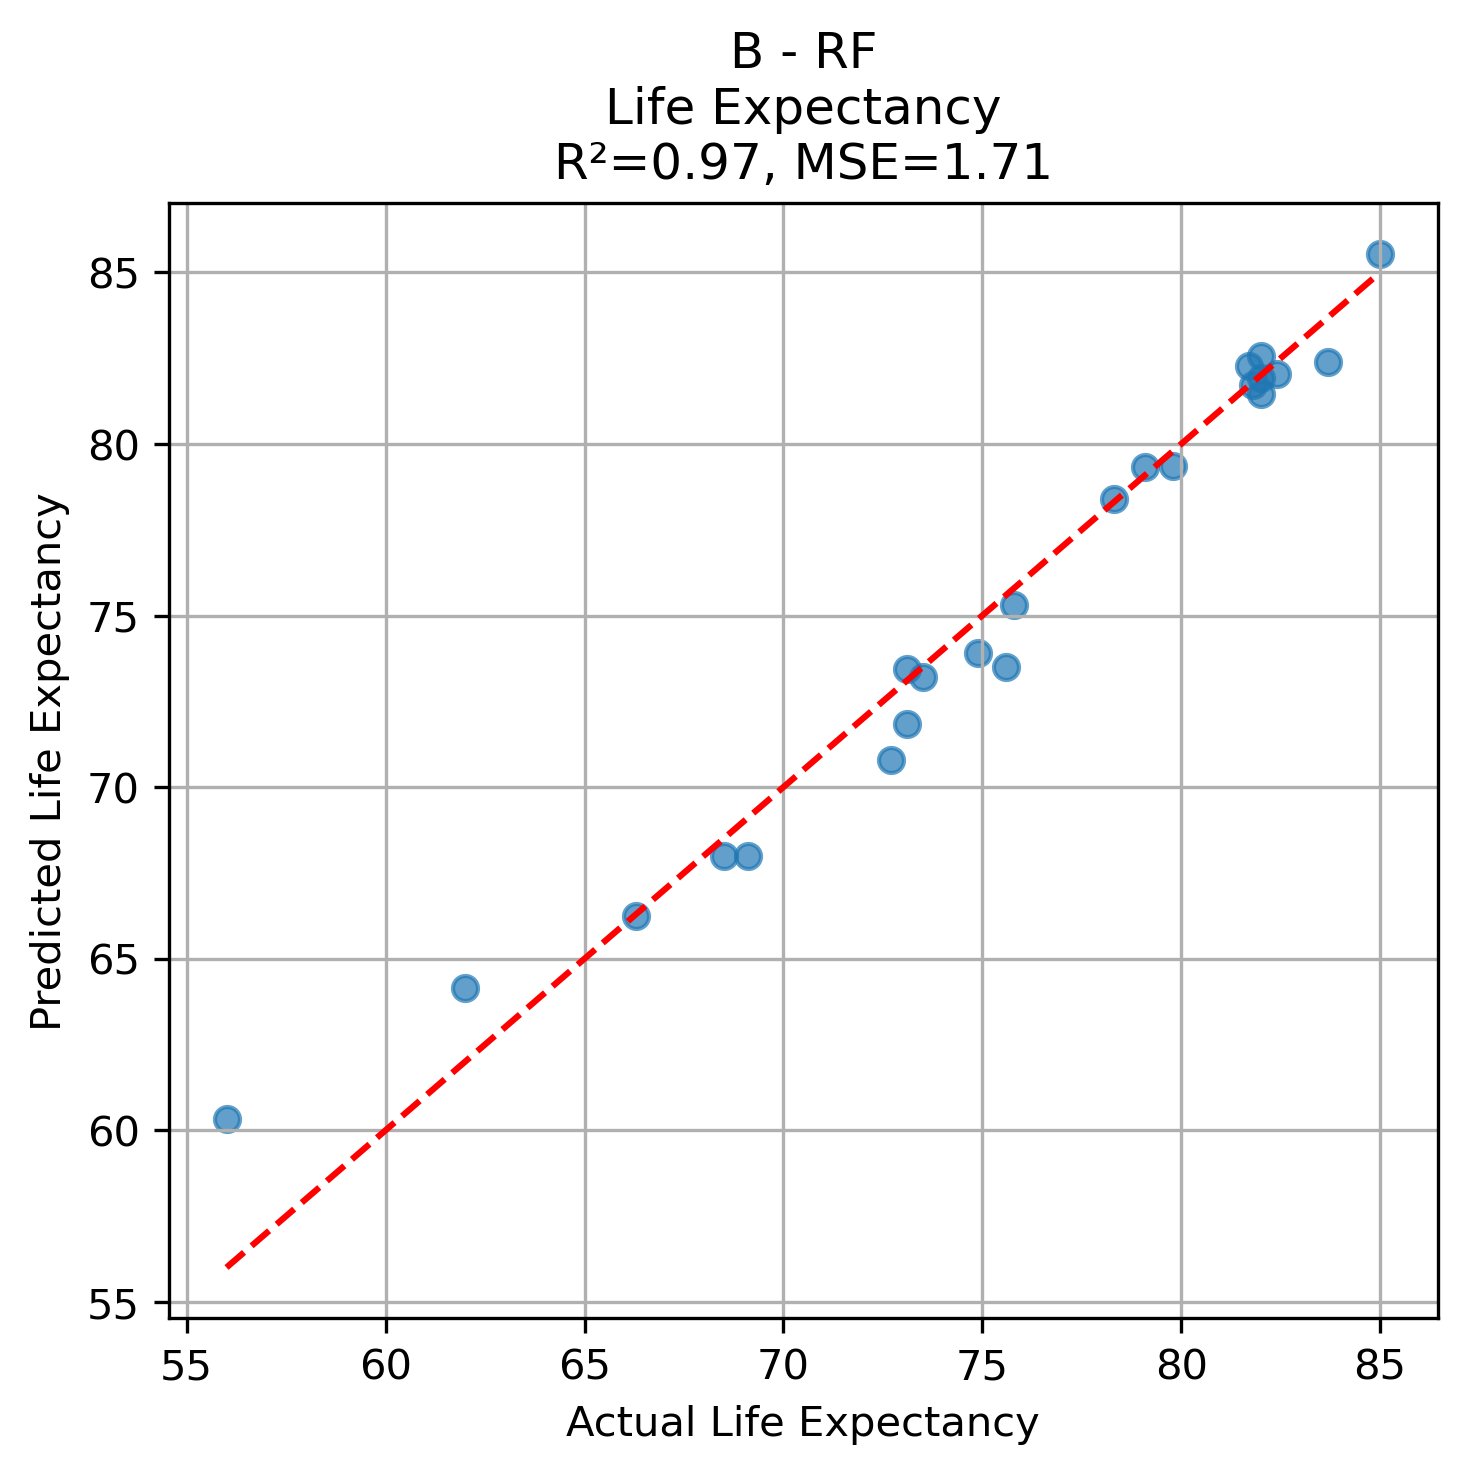 B - RF
Life Expectancy
R²=0.97, MSE=1.71
85
80
75
70
65
60
55
Predicted Life Expectancy
55 60 65 70 75 80 85
Actual Life Expectancy